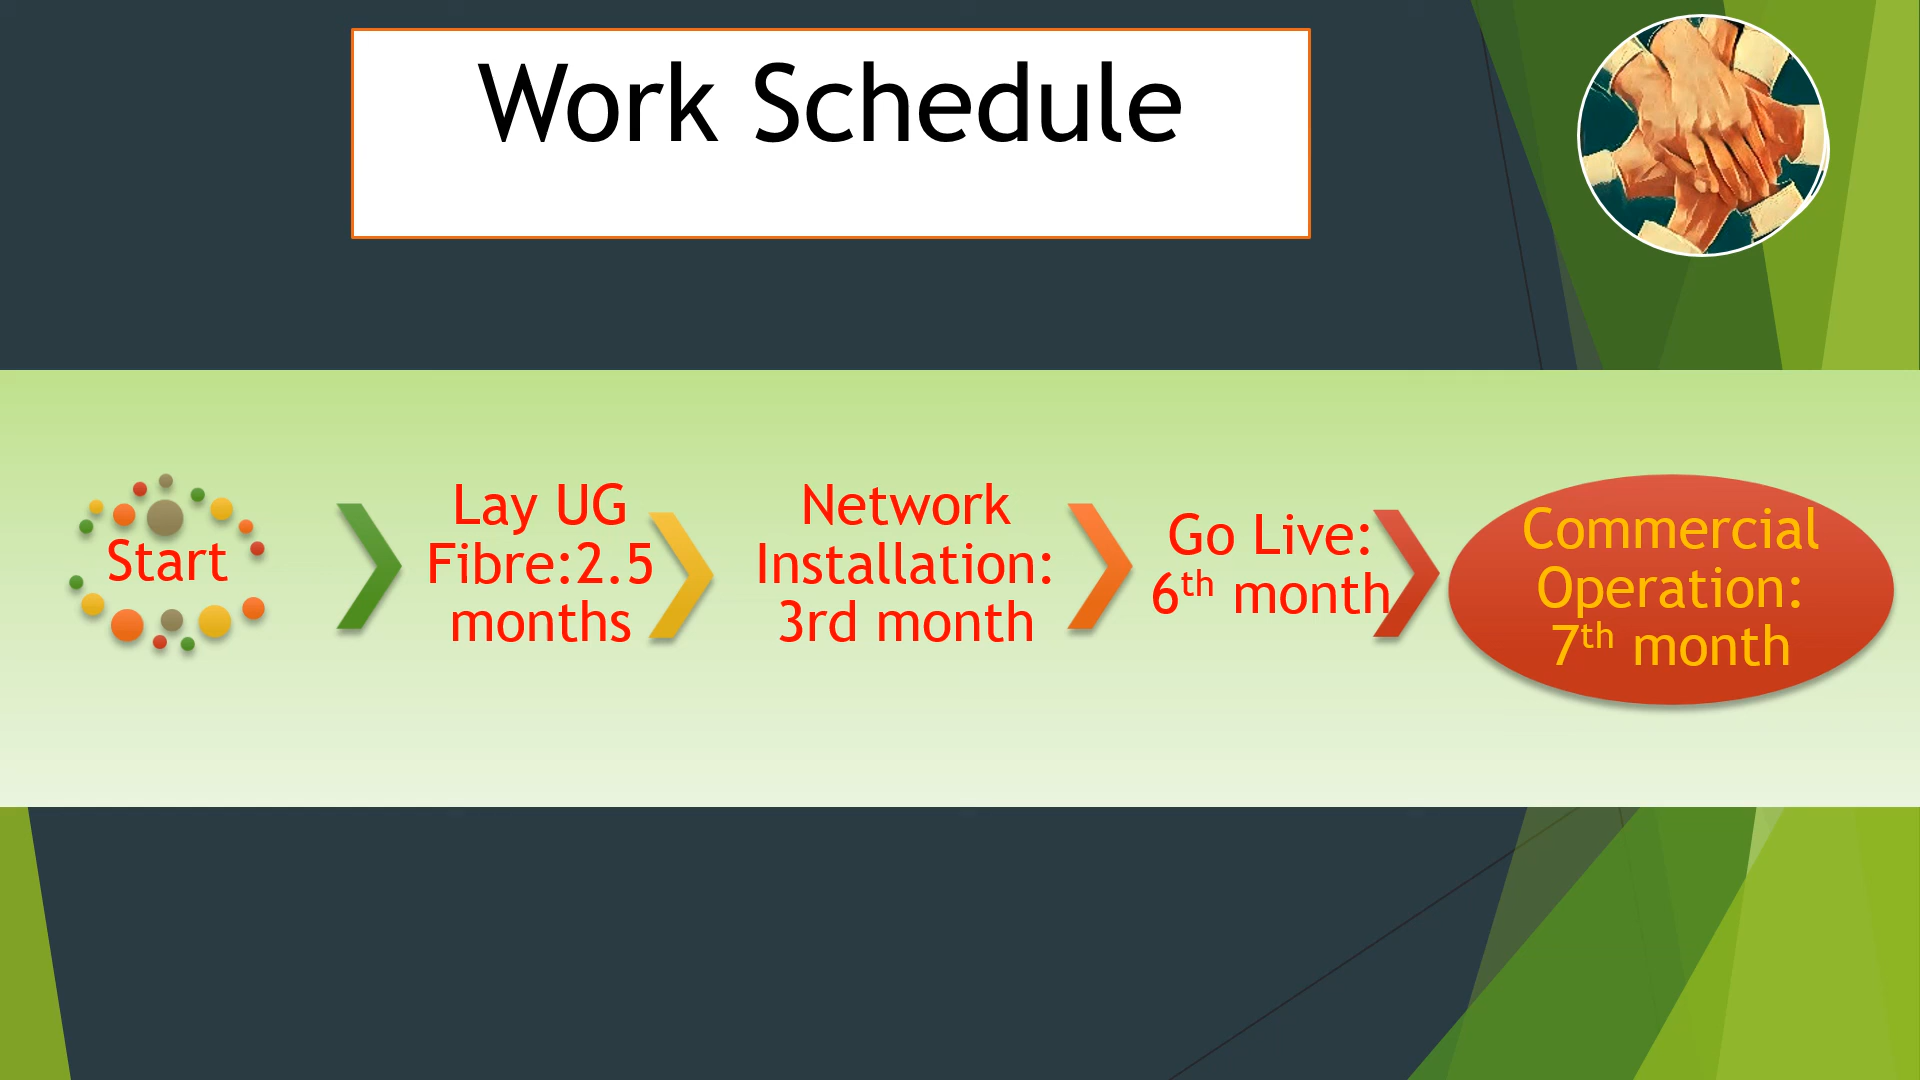 Work Schedule
Start
Lay UG
Fibre:2.5
months
Network
Installation:
3rd month
Go Live:
6th month
Commercial
Operation:
7th month